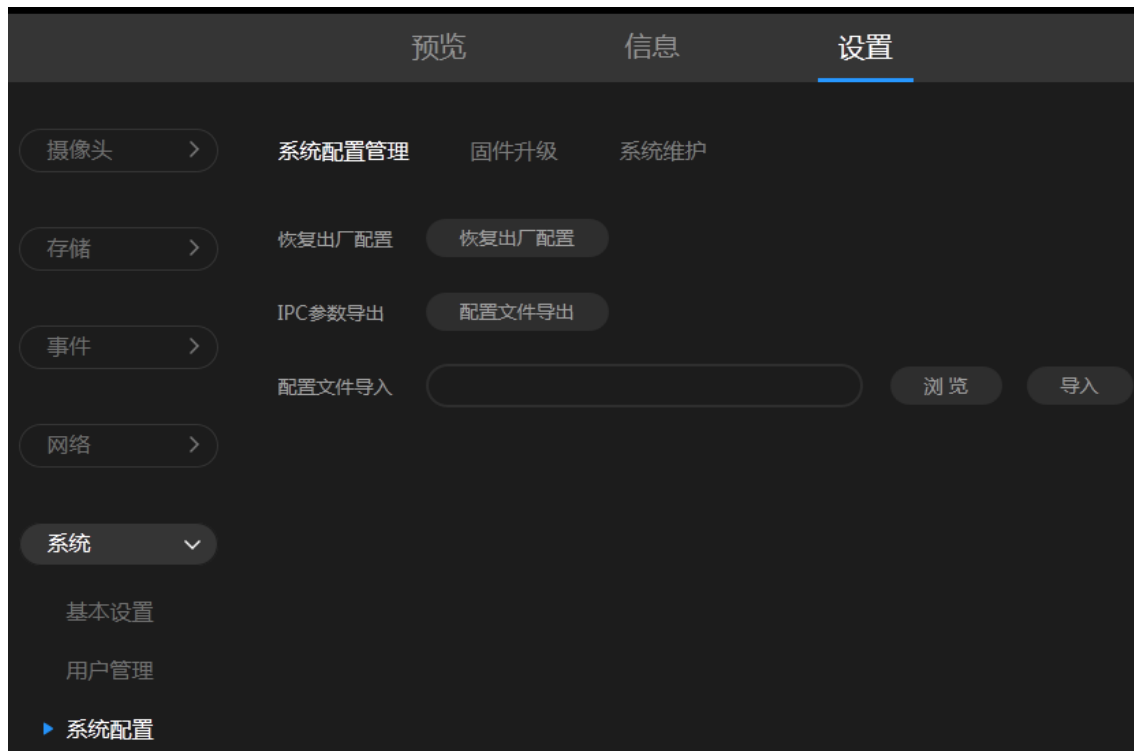 预览 信息 设置
摄像头
系统配置管理 固件升级 系统维护
存储
恢复出厂配置 恢复出厂配置
IPC参数导出 配置文件导出
事件
配置文件导入 浏览 导入
网络
系统
基本设置
用户管理
系统配置